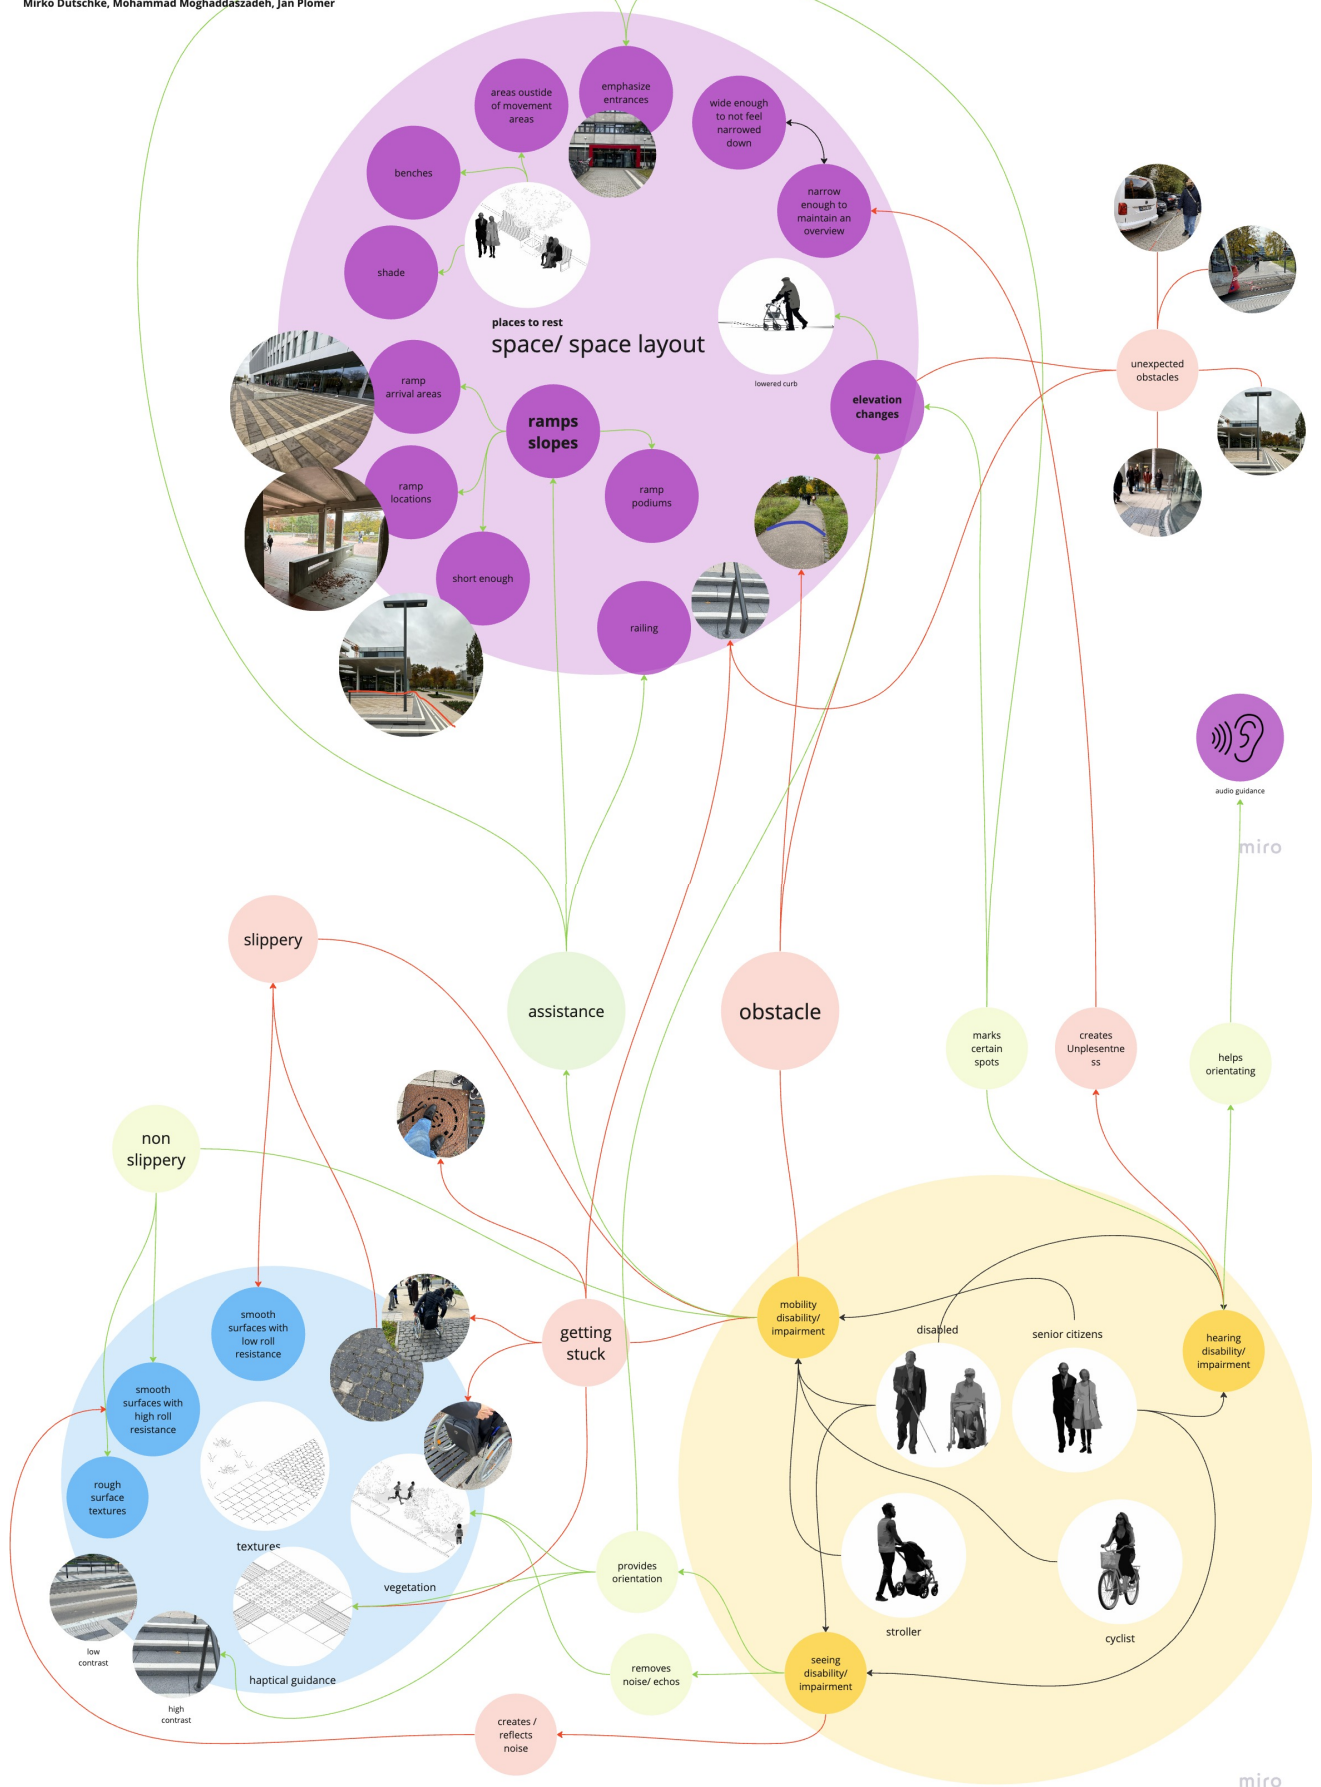 Mirko Dutschke, Mohammad Moghaddaszadeh, Jan Plomer
areas oustide
of movement
areas
emphasize
entrances
wide enough
to not feel
narrowed
down
benches
narrow
enough to
maintain an
overview
shade
places to rest
space/ space layout
lowered curb
unexpected
obstacles
ramp
arrival areas
ramps
slopes
elevation
changes
ramp
locations
ramp
podiums
short enough
railing
audio guidance
miro
slippery
assistance
obstacle
marks
certain
spots
creates
Unplesentne
ss
helps
orientating
non
slippery
smooth
surfaces with
low roll
resistance
getting
stuck
mobility
disability/
impairment
disabled
senior citizens
hearing
disability/
impairment
smooth
surfaces with
high roll
resistance
rough
surface
textures
textures
vegetation
provides
orientation
stroller
cyclist
low
contrast
haptical guidance
removes
noise/ echos
seeing
disability/
impairment
high
contrast
creates /
reflects
noise
miro